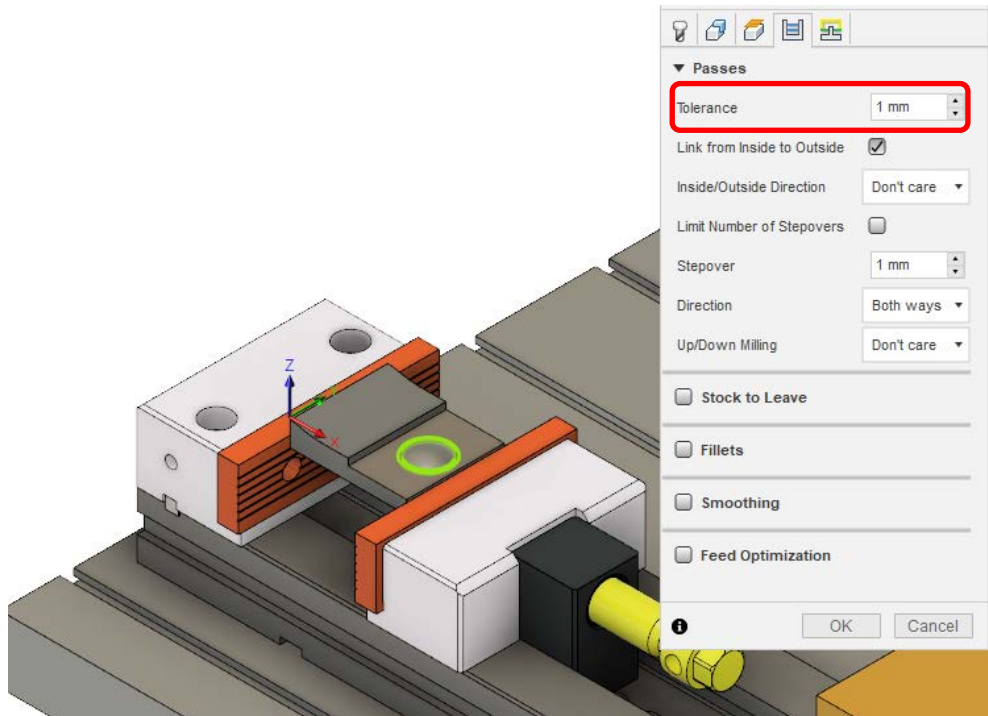 Passes
Tolerance 1 mm
Link from Inside to Outside
Inside/Outside Direction Don't care
Limit Number of Stepovers
Stepover 1 mm
Direction Both ways
Up/Down Milling Don't care
Stock to Leave
Fillets
Smoothing
Feed Optimization
OK Cancel
Z
X